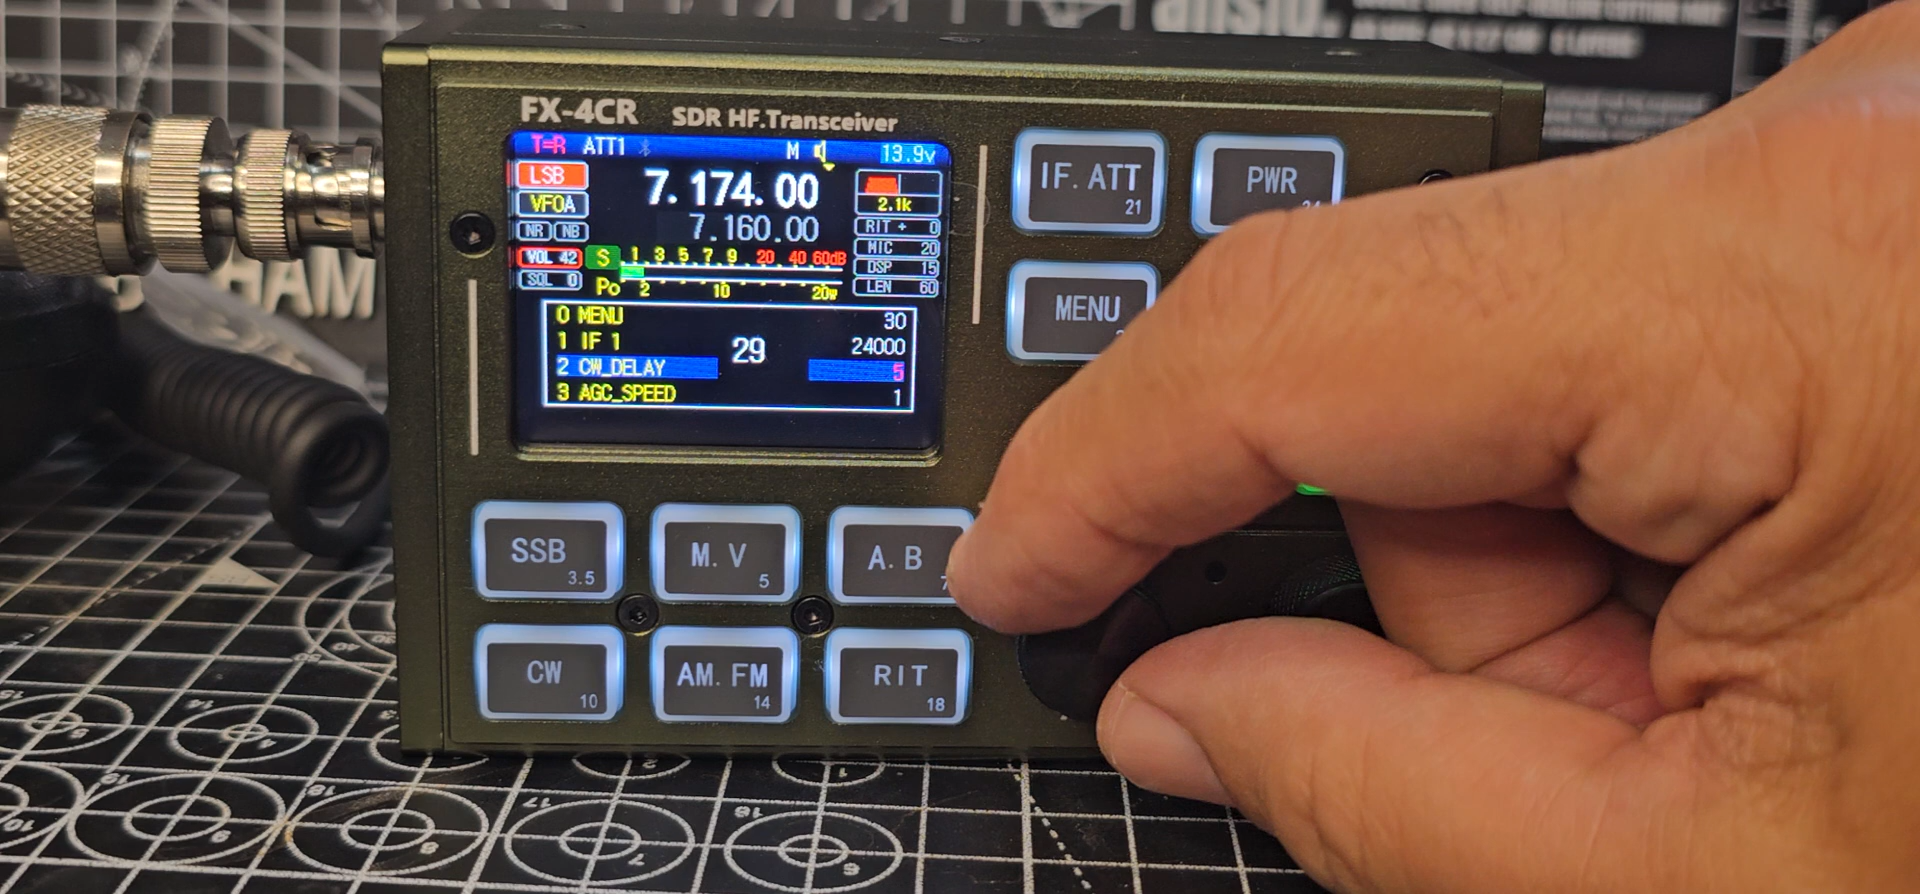 FX-4CR SDR HF.Transceiver
T=R ATT1 M 13.9v
LSB
7.174.00
2.1k
VFOA
7.160.00
NR NB
RIT + 0
VOL 42
S 1 3 5 7 9 20 40 60dB
MIC 20
SQL 0
Po 2 10 20w
DSP 15
LEN 60
0 MENU 30
1 IF 1 24000
29
2 CW_DELAY 5
3 AGC_SPEED 1
IF. ATT
21
PWR
MENU
SSB
3.5
M. V
5
A. B
7
CW
10
AM. FM
14
RIT
18
HAM